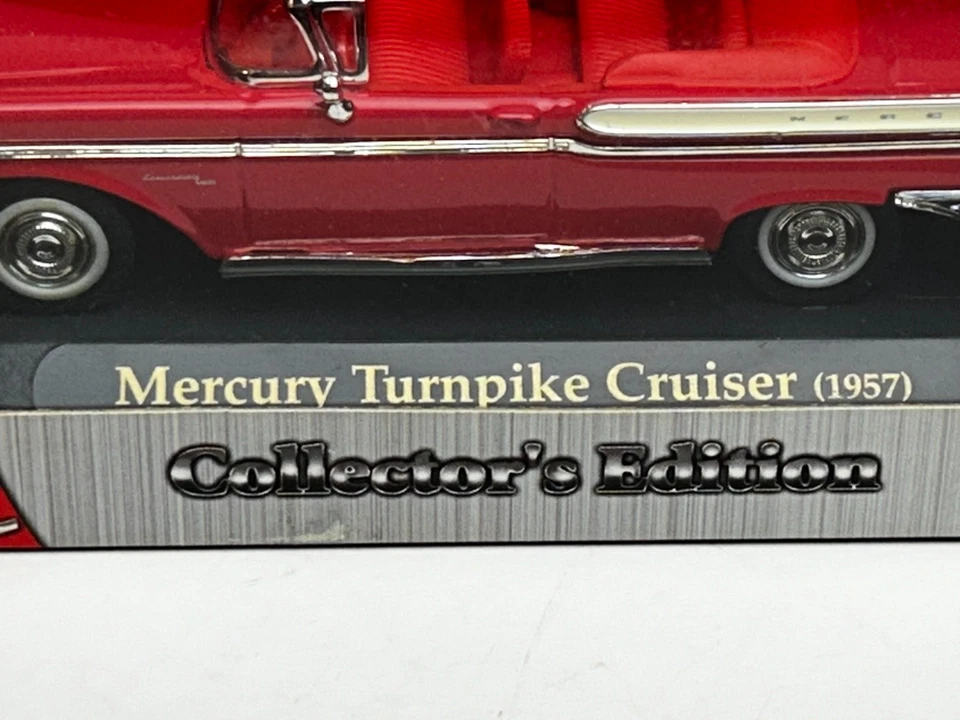 M E R C
Mercury Turnpike Cruiser (1957)
Collector's Edition